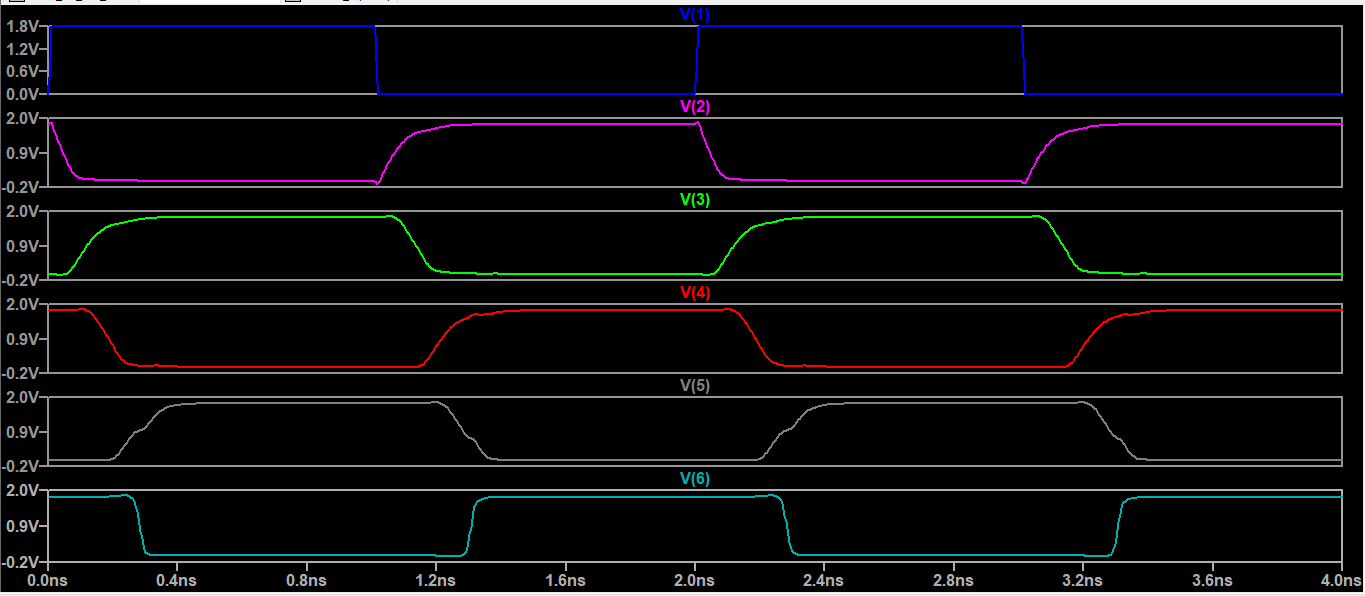 V(1)
1.8V
1.2V
0.6V
0.0V
V(2)
2.0V
0.9V
-0.2V
V(3)
2.0V
0.9V
-0.2V
V(4)
2.0V
0.9V
-0.2V
V(5)
2.0V
0.9V
-0.2V
V(6)
2.0V
0.9V
-0.2V
0.0ns 0.4ns 0.8ns 1.2ns 1.6ns 2.0ns 2.4ns 2.8ns 3.2ns 3.6ns 4.0ns